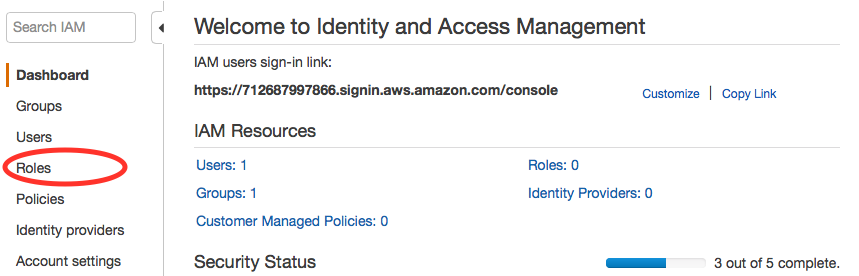 Search IAM
Dashboard
Groups
Users
Roles
Policies
Identity providers
Account settings
Welcome to Identity and Access Management
IAM users sign-in link:
https://712687997866.signin.aws.amazon.com/console
Customize | Copy Link
IAM Resources
Users: 1 Roles: 0
Groups: 1 Identity Providers: 0
Customer Managed Policies: 0
Security Status 3 out of 5 complete.